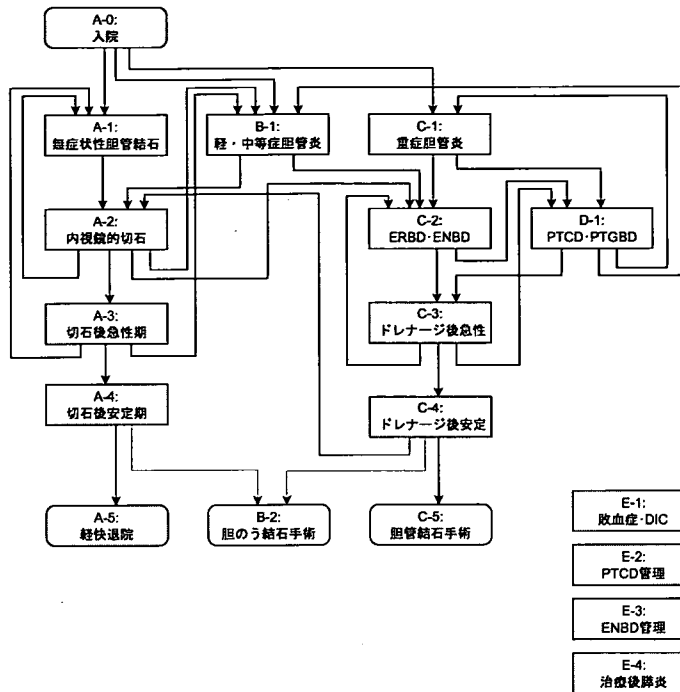 A-0:
入院
A-1:
無症状性胆管結石
B-1:
軽・中等症胆管炎
C-1:
重症胆管炎
A-2:
内視鏡的切石
C-2:
ERBD・ENBD
D-1:
PTCD・PTGBD
A-3:
切石後急性期
C-3:
ドレナージ後急性
A-4:
切石後安定期
C-4:
ドレナージ後安定
A-5:
軽快退院
B-2:
胆のう結石手術
C-5:
胆管結石手術
E-1:
敗血症・DIC
E-2:
PTCD管理
E-3:
ENBD管理
E-4:
治療後膵炎